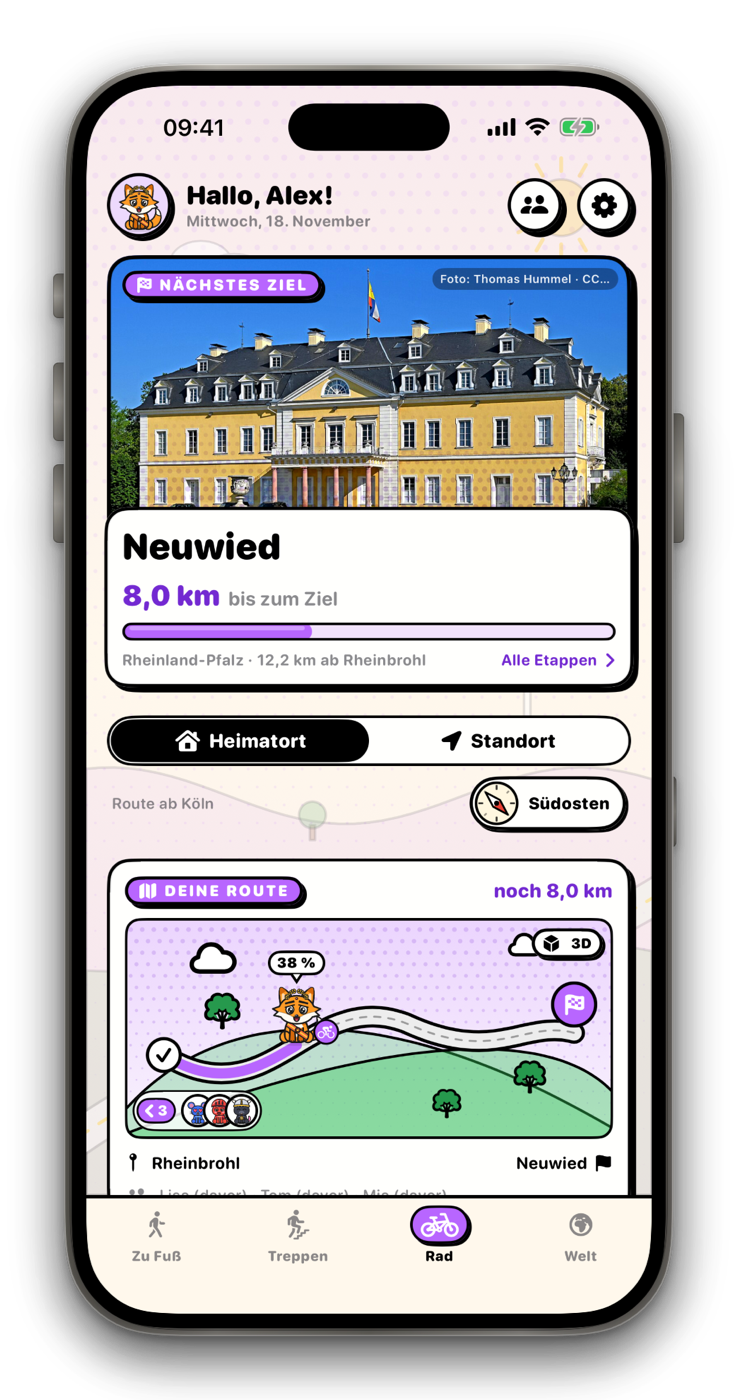 09:41
Hallo, Alex!
Mittwoch, 18. November
NÄCHSTES ZIEL
Foto: Thomas Hummel · CC...
Neuwied
8,0 km bis zum Ziel
Rheinland-Pfalz · 12,2 km ab Rheinbrohl
Alle Etappen
Heimatort
Standort
Route ab Köln
Südosten
DEINE ROUTE
noch 8,0 km
3D
38 %
3
Rheinbrohl
Neuwied
Zu Fuß
Treppen
Rad
Welt